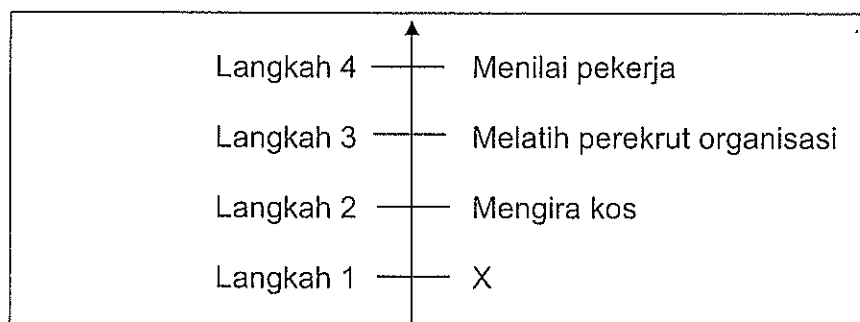 Langkah 4 Menilai pekerja
Langkah 3 Melatih perekrut organisasi
Langkah 2 Mengira kos
Langkah 1 X